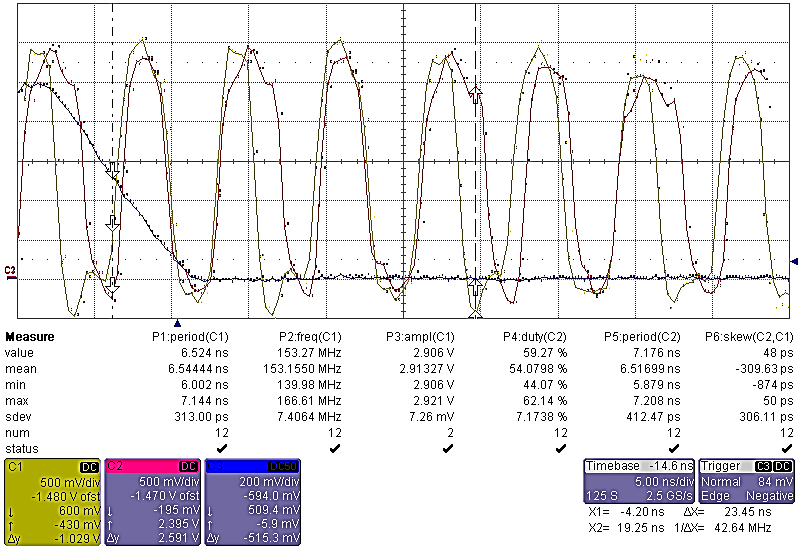 C3
Measure P1:period(C1) P2:freq(C1) P3:ampl(C1) P4:duty(C2) P5:period(C2) P6:skew(C2,C1)
value 6.524 ns 153.27 MHz 2.906 V 59.27 % 7.176 ns 48 ps
mean 6.54444 ns 153.1550 MHz 2.91327 V 54.0798 % 6.51699 ns -309.63 ps
min 6.002 ns 139.98 MHz 2.906 V 44.07 % 5.879 ns -874 ps
max 7.144 ns 166.61 MHz 2.921 V 62.14 % 7.208 ns 50 ps
sdev 313.00 ps 7.4064 MHz 7.26 mV 7.1738 % 412.47 ps 306.11 ps
num 12 12 2 12 12 12
status ✔ ✔ ✔ ✔ ✔ ✔
C1 DC C2 DC C3 DC50 Timebase -14.6 ns Trigger C3 DC
500 mV/div 500 mV/div 200 mV/div 5.00 ns/div Normal 84 mV
-1.480 V ofst -1.470 V ofst -594.0 mV 125 S 2.5 GS/s Edge Negative
↓ 600 mV ↓ -195 mV ↓ 509.4 mV X1= -4.20 ns ΔX= 23.45 ns
↑ -430 mV ↑ 2.395 V ↑ -5.9 mV X2= 19.25 ns 1/ΔX= 42.64 MHz
Δy -1.029 V Δy 2.591 V Δy -515.3 mV